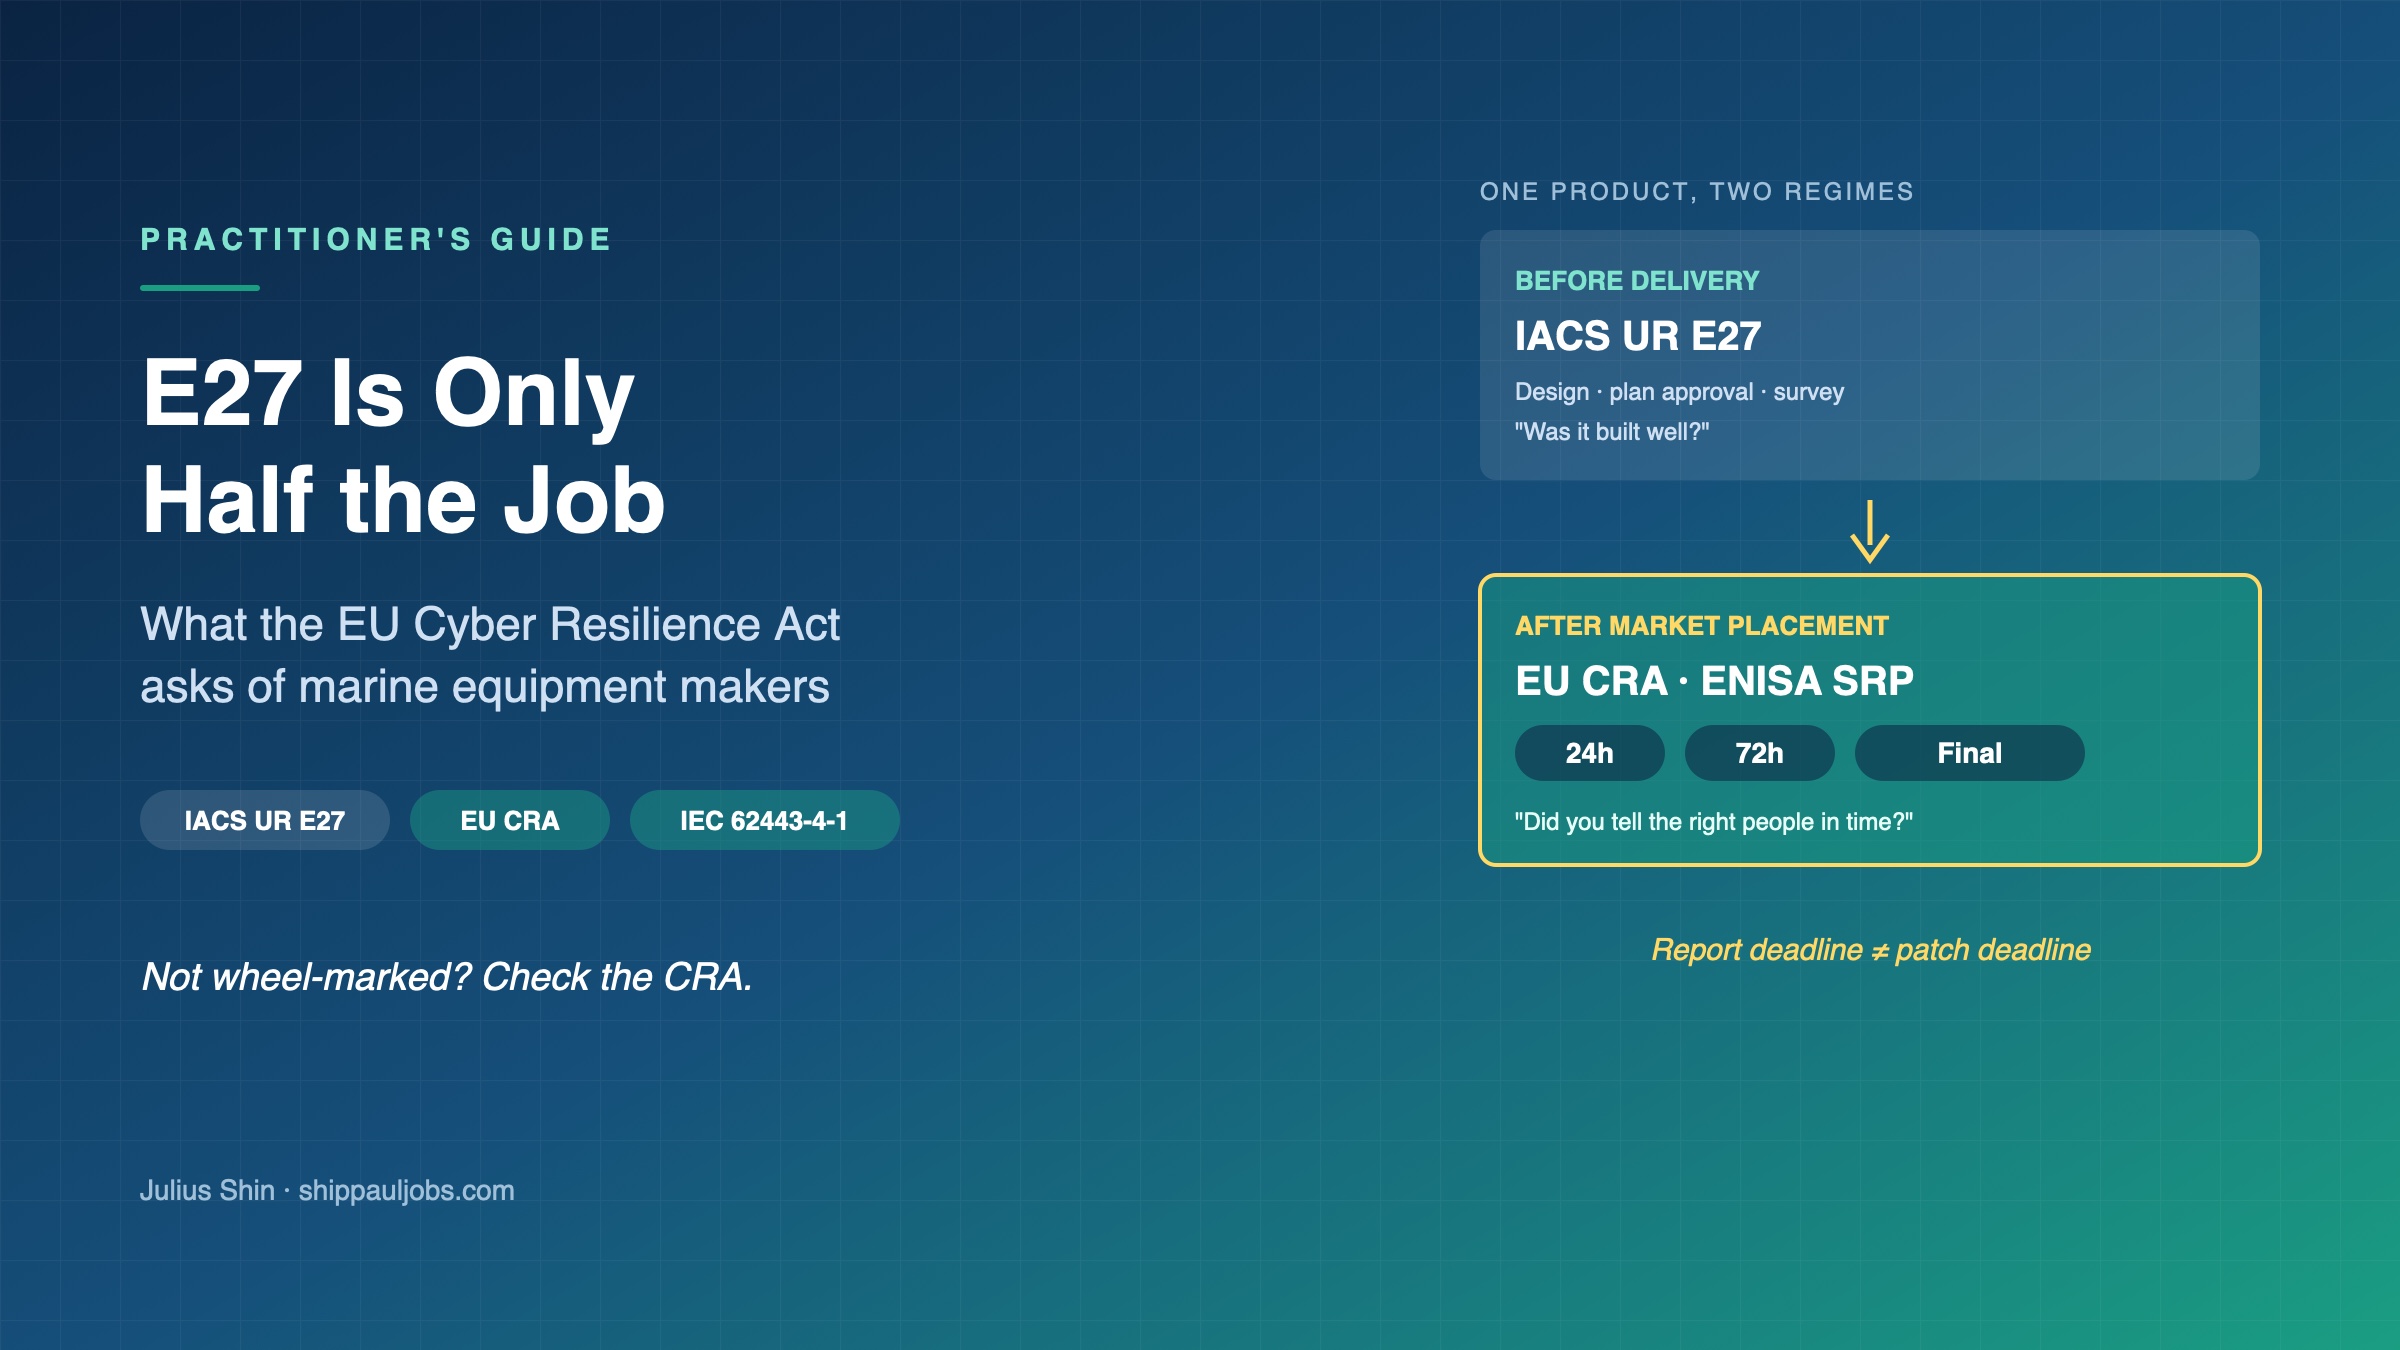 PRACTITIONER'S GUIDE
E27 Is Only
Half the Job
What the EU Cyber Resilience Act
asks of marine equipment makers
IACS UR E27
EU CRA
IEC 62443-4-1
Not wheel-marked? Check the CRA.
Julius Shin · shippauljobs.com
ONE PRODUCT, TWO REGIMES
BEFORE DELIVERY
IACS UR E27
Design · plan approval · survey
"Was it built well?"
AFTER MARKET PLACEMENT
EU CRA · ENISA SRP
24h
72h
Final
"Did you tell the right people in time?"
Report deadline ≠ patch deadline